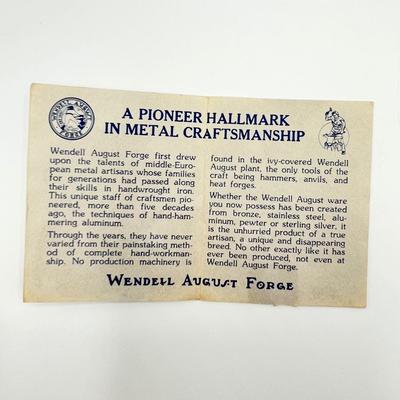 WENDELL AUGUST
FORGE
A PIONEER HALLMARK
IN METAL CRAFTSMANSHIP
Wendell August Forge first drew
upon the talents of middle-Euro-
pean metal artisans whose families
for generations had passed along
their skills in handwrought iron.
This unique staff of craftsmen pio-
neered, more than five decades
ago, the techniques of hand-ham-
mering aluminum.
Through the years, they have never
varied from their painstaking meth-
od of complete hand-workman-
ship. No production machinery is
found in the ivy-covered Wendell
August plant, the only tools of the
craft being hammers, anvils, and
heat forges.
Whether the Wendell August ware
you now possess has been created
from bronze, stainless steel, alu-
minum, pewter or sterling silver, it
is the unhurried product of a true
artisan, a unique and disappearing
breed. No other exactly like it has
ever been produced, not even at
Wendell August Forge.
WENDELL AUGUST FORGE